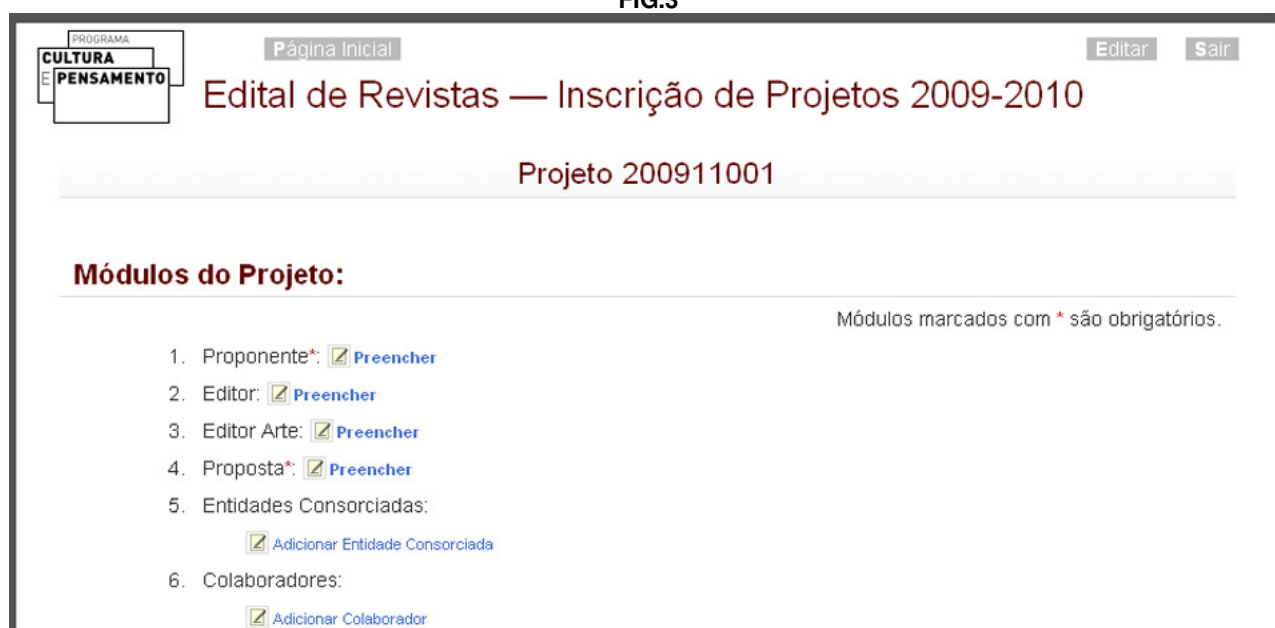 FIG.3
PROGRAMA
CULTURA
E PENSAMENTO
Página Inicial
Editar
Sair
Edital de Revistas — Inscrição de Projetos 2009-2010
Projeto 200911001
Módulos do Projeto:
Módulos marcados com * são obrigatórios.
1. Proponente*: Preencher
2. Editor: Preencher
3. Editor Arte: Preencher
4. Proposta*: Preencher
5. Entidades Consorciadas:
Adicionar Entidade Consorciada
6. Colaboradores:
Adicionar Colaborador